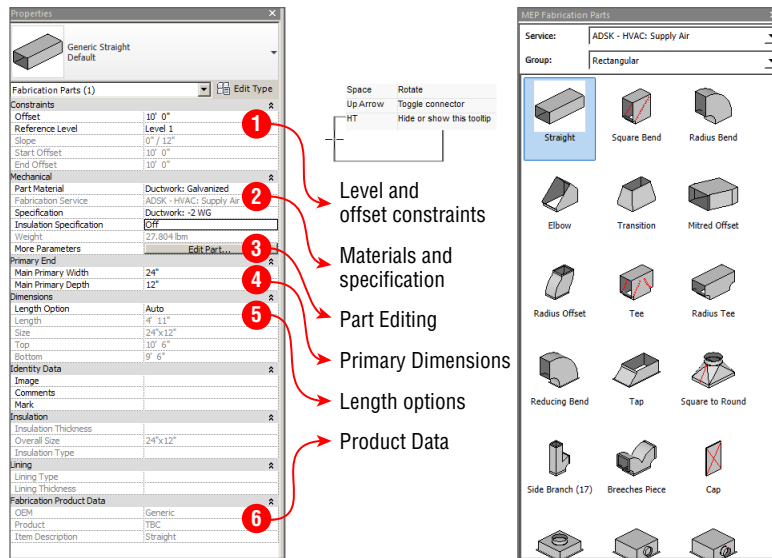 Properties
Generic Straight
Default
Fabrication Parts (1)
Edit Type
Constraints
Offset 10' 0"
Reference Level Level 1
Slope 0" / 12"
Start Offset 10' 0"
End Offset 10' 0"
Mechanical
Part Material Ductwork: Galvanized
Fabrication Service ADSK - HVAC: Supply Air
Specification Ductwork: -2 WG
Insulation Specification Off
Weight 27.804 lbm
More Parameters Edit Part...
Primary End
Main Primary Width 24"
Main Primary Depth 12"
Dimensions
Length Option Auto
Length 4' 11"
Size 24"x12"
Top 10' 6"
Bottom 9' 6"
Identity Data
Image
Comments
Mark
Insulation
Insulation Thickness
Overall Size 24"x12"
Insulation Type
Lining
Lining Type
Lining Thickness
Fabrication Product Data
OEM Generic
Product TBC
Item Description Straight
1
2
3
4
5
6
Space Rotate
Up Arrow Toggle connector
HT Hide or show this tooltip
Level and
offset constraints
Materials and
specification
Part Editing
Primary Dimensions
Length options
Product Data
MEP Fabrication Parts
Service: ADSK - HVAC: Supply Air
Group: Rectangular
Straight Square Bend Radius Bend
Elbow Transition Mitred Offset
Radius Offset Tee Radius Tee
Reducing Bend Tap Square to Round
Side Branch (17) Breeches Piece Cap